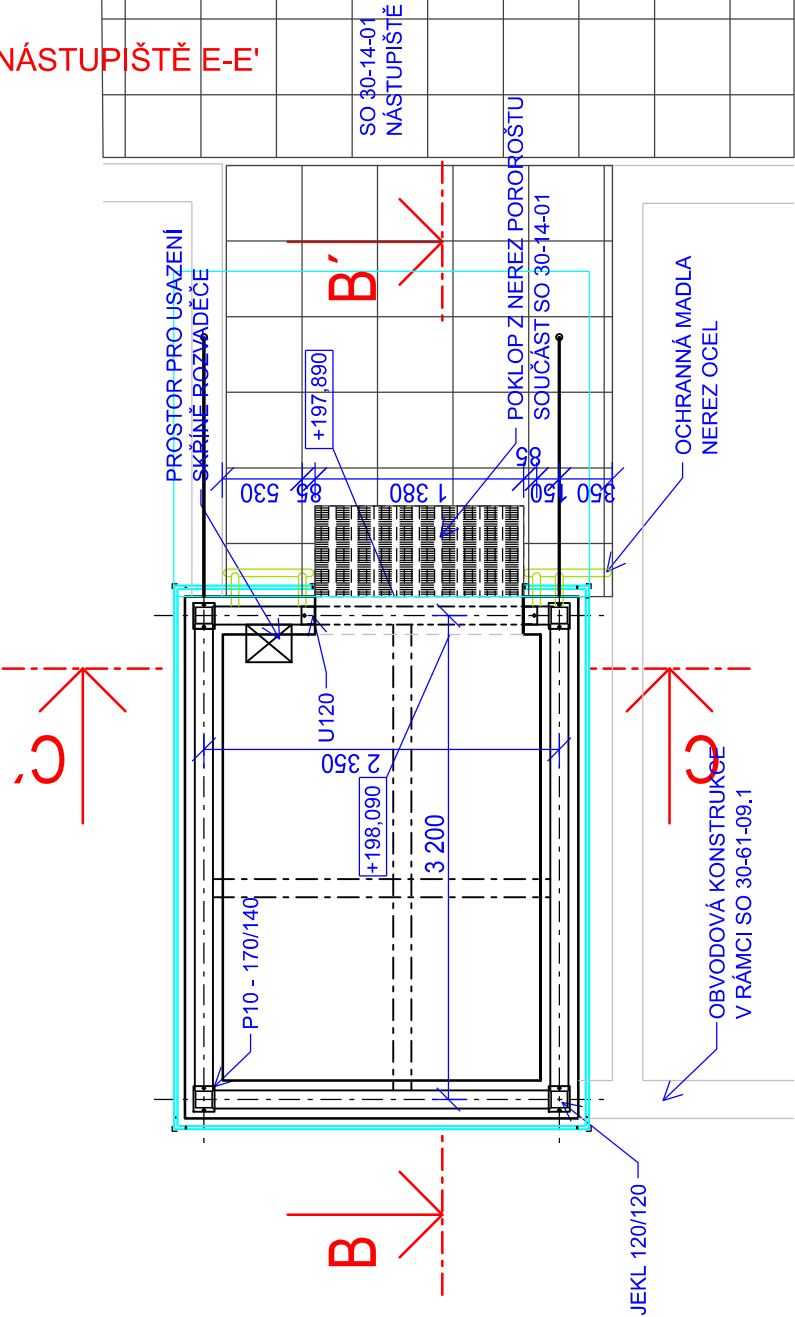 NÁSTUPIŠTĚ E-E'
SO 30-14-01
NÁSTUPIŠTĚ
PROSTOR PRO USAZENÍ
SKŘÍNĚ ROZVADĚČE
B´
POKLOP Z NEREZ POROROŠTU
SOUČÁST SO 30-14-01
+197,890
OCHRANNÁ MADLA
NEREZ OCEL
530
85
1 380
85
150
350
U120
C´
C
2 350
+198,090
3 200
OBVODOVÁ KONSTRUKCE
V RÁMCI SO 30-61-09.1
P10 - 170/140
B
JEKL 120/120